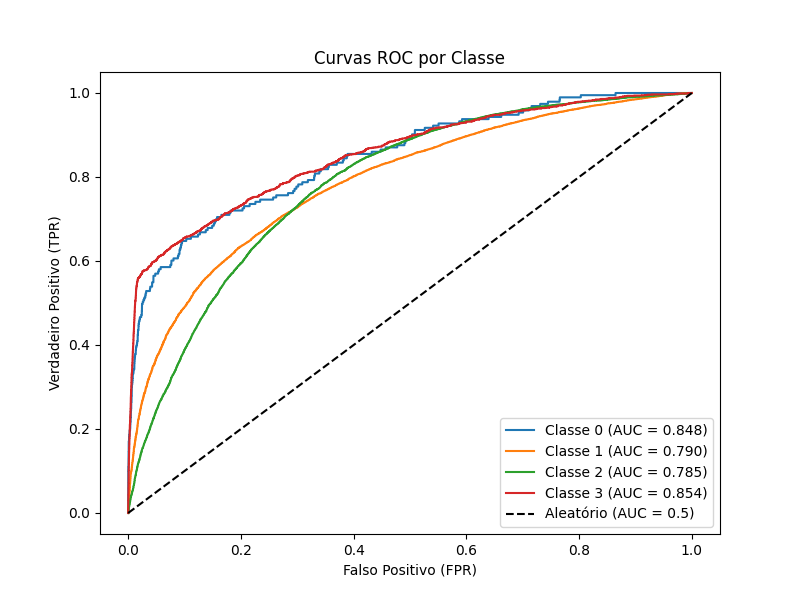 Curvas ROC por Classe
Verdadeiro Positivo (TPR)
1.0
0.8
0.6
0.4
0.2
0.0
0.0 0.2 0.4 0.6 0.8 1.0
Falso Positivo (FPR)
Classe 0 (AUC = 0.848)
Classe 1 (AUC = 0.790)
Classe 2 (AUC = 0.785)
Classe 3 (AUC = 0.854)
Aleatório (AUC = 0.5)